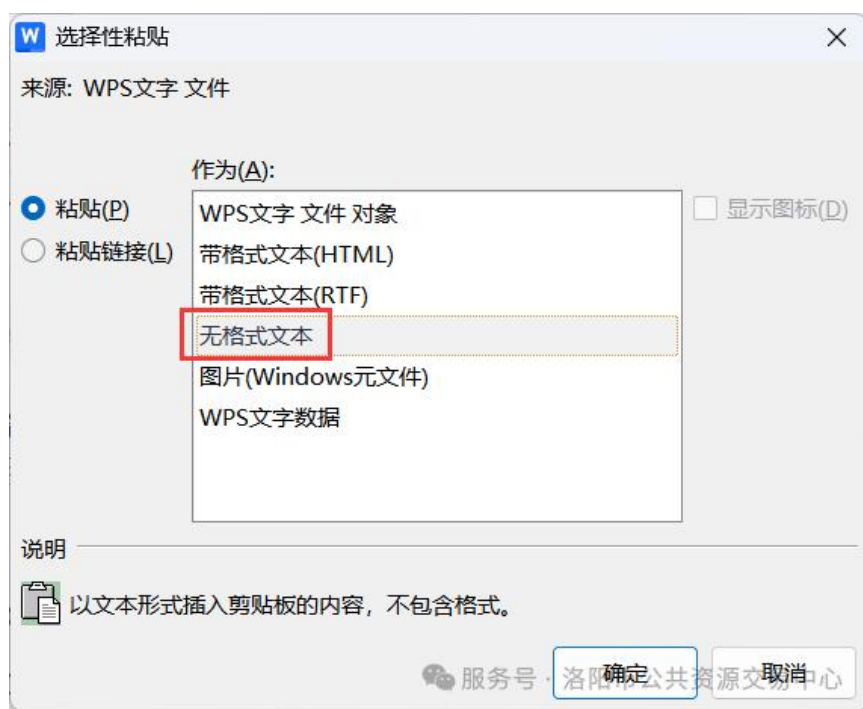 W 选择性粘贴
来源: WPS文字 文件
作为(A):
粘贴(P)
粘贴链接(L)
WPS文字 文件 对象
带格式文本(HTML)
带格式文本(RTF)
无格式文本
图片(Windows元文件)
WPS文字数据
显示图标(D)
说明
以文本形式插入剪贴板的内容，不包含格式。
确定
取消
服务号 · 洛阳市公共资源交易中心